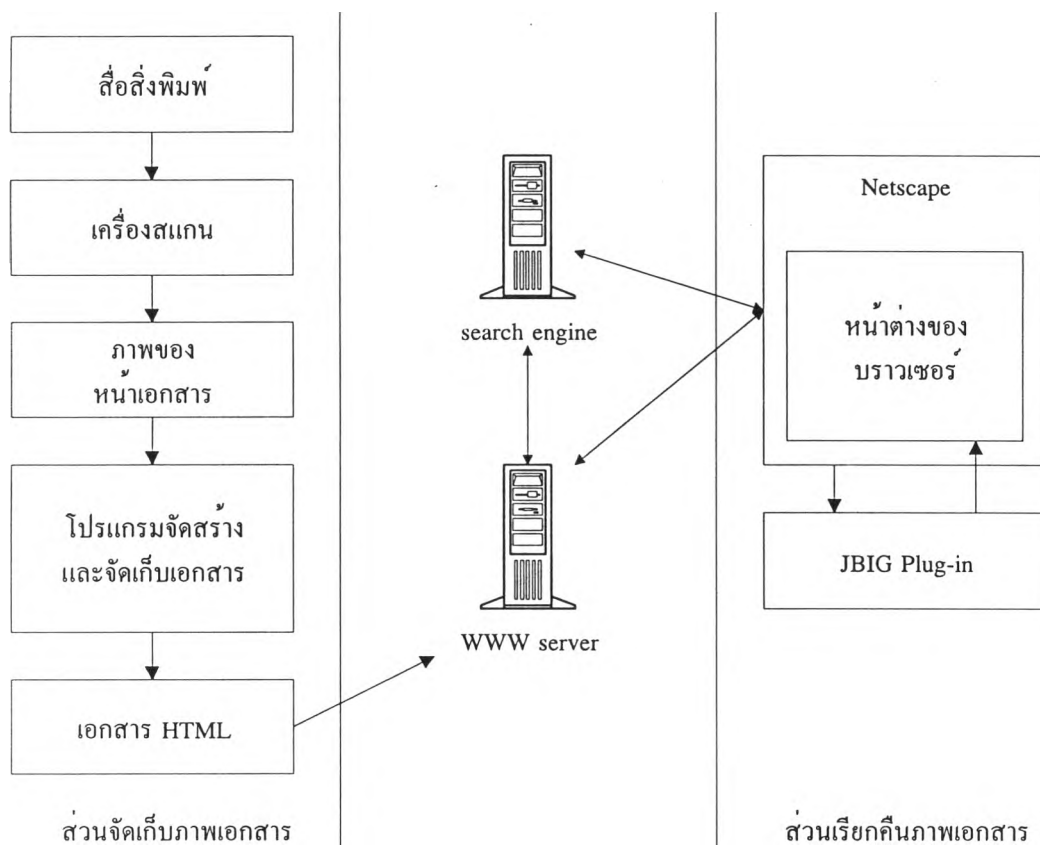 สื่อสิ่งพิมพ์
เครื่องสแกน
ภาพของ
หน้าเอกสาร
โปรแกรมจัดสร้าง
และจัดเก็บเอกสาร
เอกสาร HTML
ส่วนจัดเก็บภาพเอกสาร
search engine
WWW server
Netscape
หน้าต่างของ
บราวเซอร์
JBIG Plug-in
ส่วนเรียกคืนภาพเอกสาร